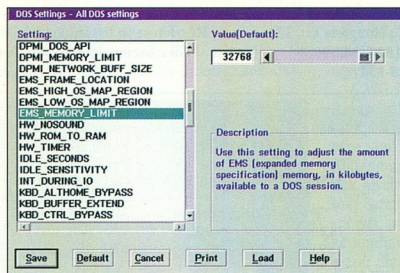 DOS Settings - All DOS settings
Setting:
DPMI_DOS_API
DPMI_MEMORY_LIMIT
DPMI_NETWORK_BUFF_SIZE
EMS_FRAME_LOCATION
EMS_HIGH_OS_MAP_REGION
EMS_LOW_OS_MAP_REGION
EMS_MEMORY_LIMIT
HW_NOSOUND
HW_ROM_TO_RAM
HW_TIMER
IDLE_SECONDS
IDLE_SENSITIVITY
INT_DURING_IO
KBD_ALTHOME_BYPASS
KBD_BUFFER_EXTEND
KBD_CTRL_BYPASS
Value(Default):
32768
Description
Use this setting to adjust the amount
of EMS (expanded memory
specification) memory, in kilobytes,
available to a DOS session.
Save Default Cancel Print Load Help